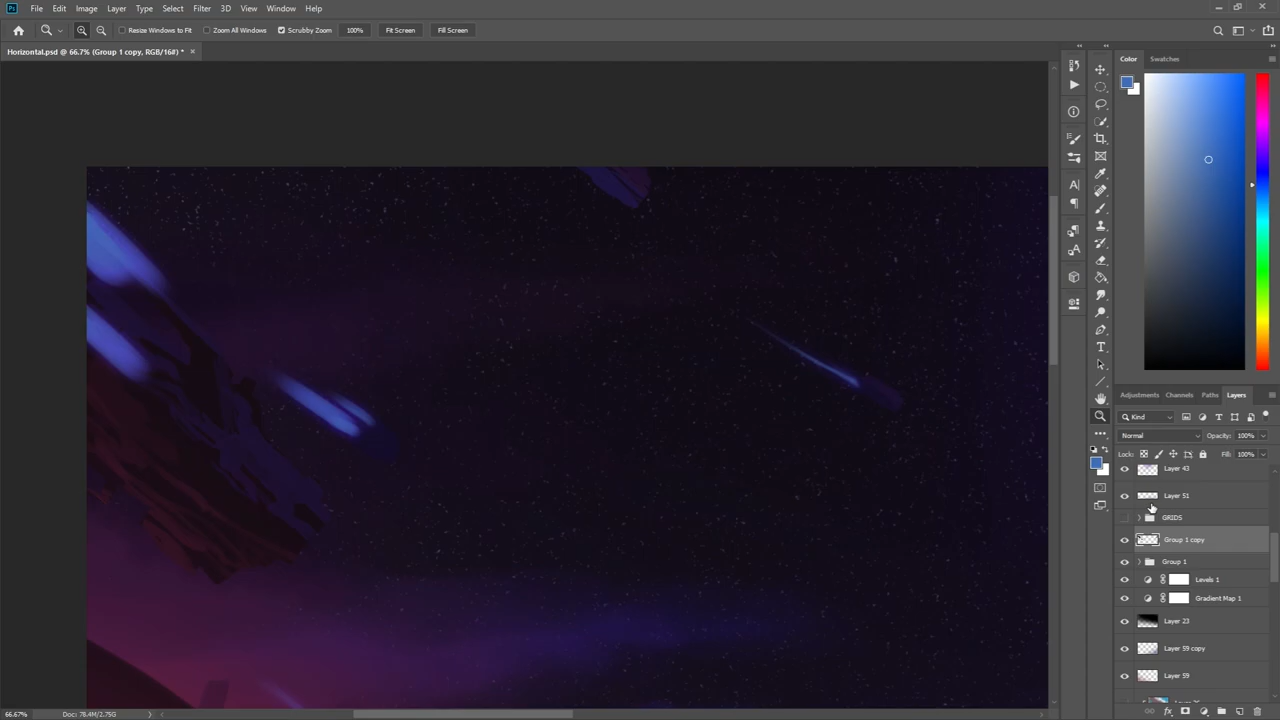 Ps File Edit Image Layer Type Select Filter 3D View Window Help
Resize Windows to Fit Zoom All Windows Scrubby Zoom 100% Fit Screen Fill Screen
Horizontal.psd @ 66.7% (Group 1 copy, RGB/16#) * ×
Color Swatches
Adjustments Channels Paths Layers
Kind
Normal Opacity: 100%
Lock: Fill: 100%
Layer 43
Layer 51
GRIDS
Group 1 copy
Group 1
Levels 1
Gradient Map 1
Layer 23
Layer 59 copy
Layer 59
66.67% Doc: 78.4M/2.75G